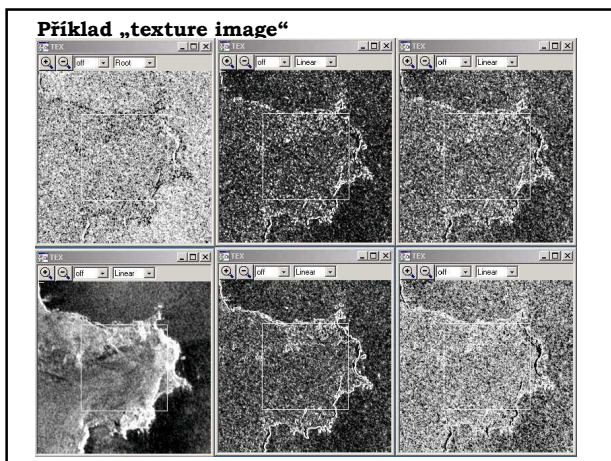 Příklad „texture image“
TEX TEX TEX
off Root off Linear off Linear
TEX TEX TEX
off Linear off Linear off Linear